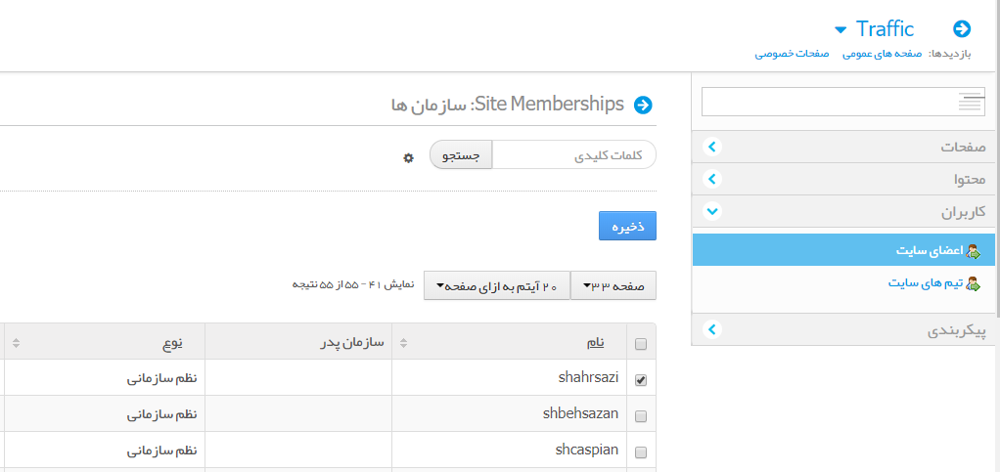 Traffic
بازدیدها: صفحه های عمومی صفحات خصوصی
Site Memberships: سازمان ها
کلمات کلیدی جستجو
ذخیره
صفحه ۳۳ ۲۰ آیتم به ازای صفحه نمایش ۴۱ - ۵۵ از ۵۵ نتیجه
نام سازمان پدر نوع
shahrsazi نظم سازمانی
shbehsazan نظم سازمانی
shcaspian نظم سازمانی
صفحات
محتوا
کاربران
اعضای سایت
تیم های سایت
پیکربندی